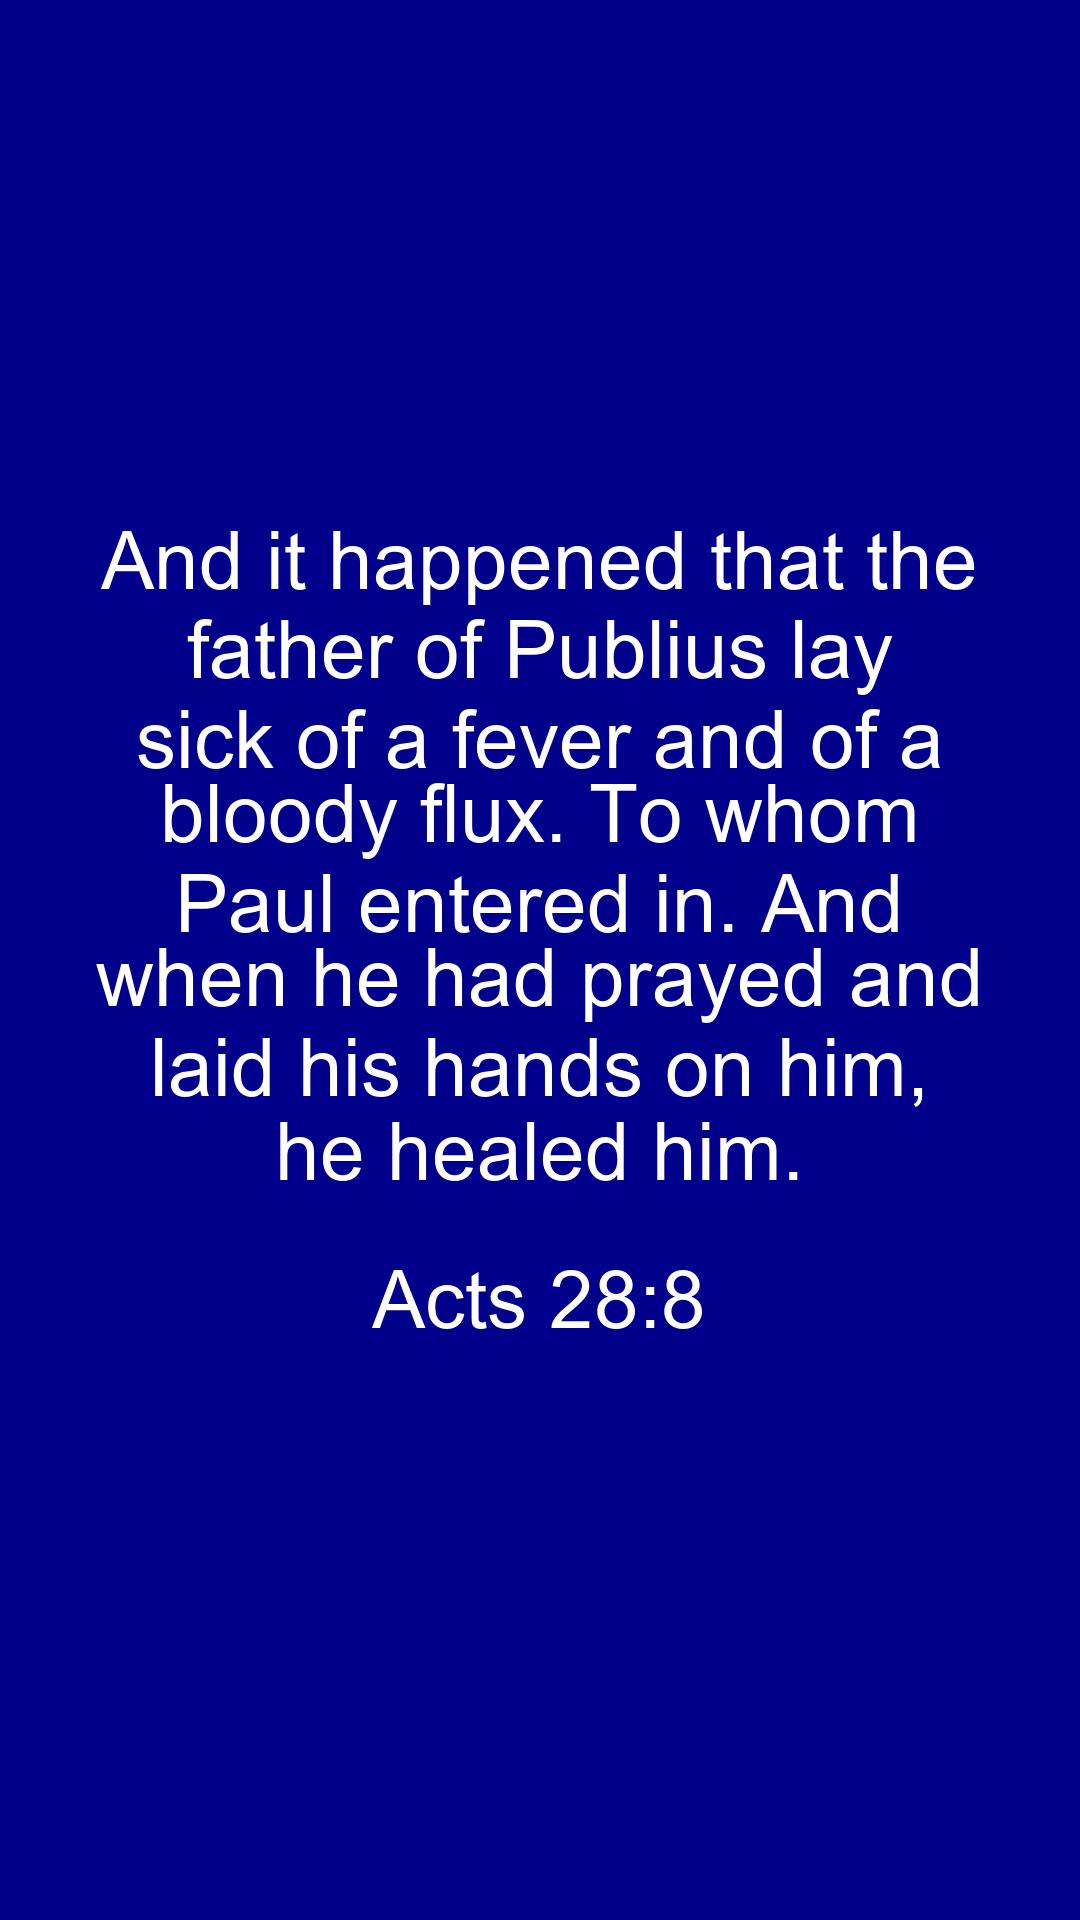 And it happened that the
father of Publius lay
sick of a fever and of a
bloody flux. To whom
Paul entered in. And
when he had prayed and
laid his hands on him,
he healed him.
Acts 28:8